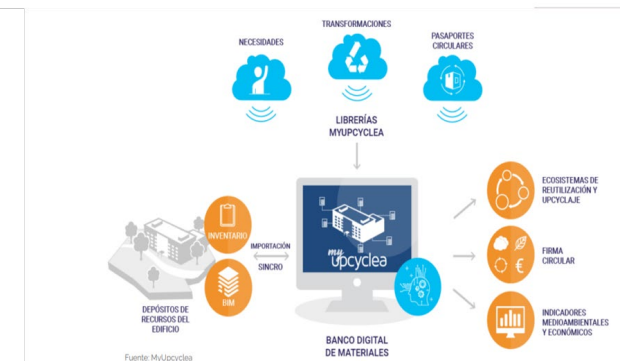 TRANSFORMACIONES
NECESIDADES
PASAPORTES
CIRCULARES
LIBRERÍAS
MYUPCYCLEA
INVENTARIO
BIM
IMPORTACIÓN
SINCRO
DEPÓSITOS DE
RECURSOS DEL
EDIFICIO
my
Upcyclea
BANCO DIGITAL
DE MATERIALES
ECOSISTEMAS DE
REUTILIZACIÓN Y
UPCYCLAJE
FIRMA
CIRCULAR
€
INDICADORES
MEDIOAMBIENTALES
Y ECONÓMICOS
Fuente: MyUpcyclea